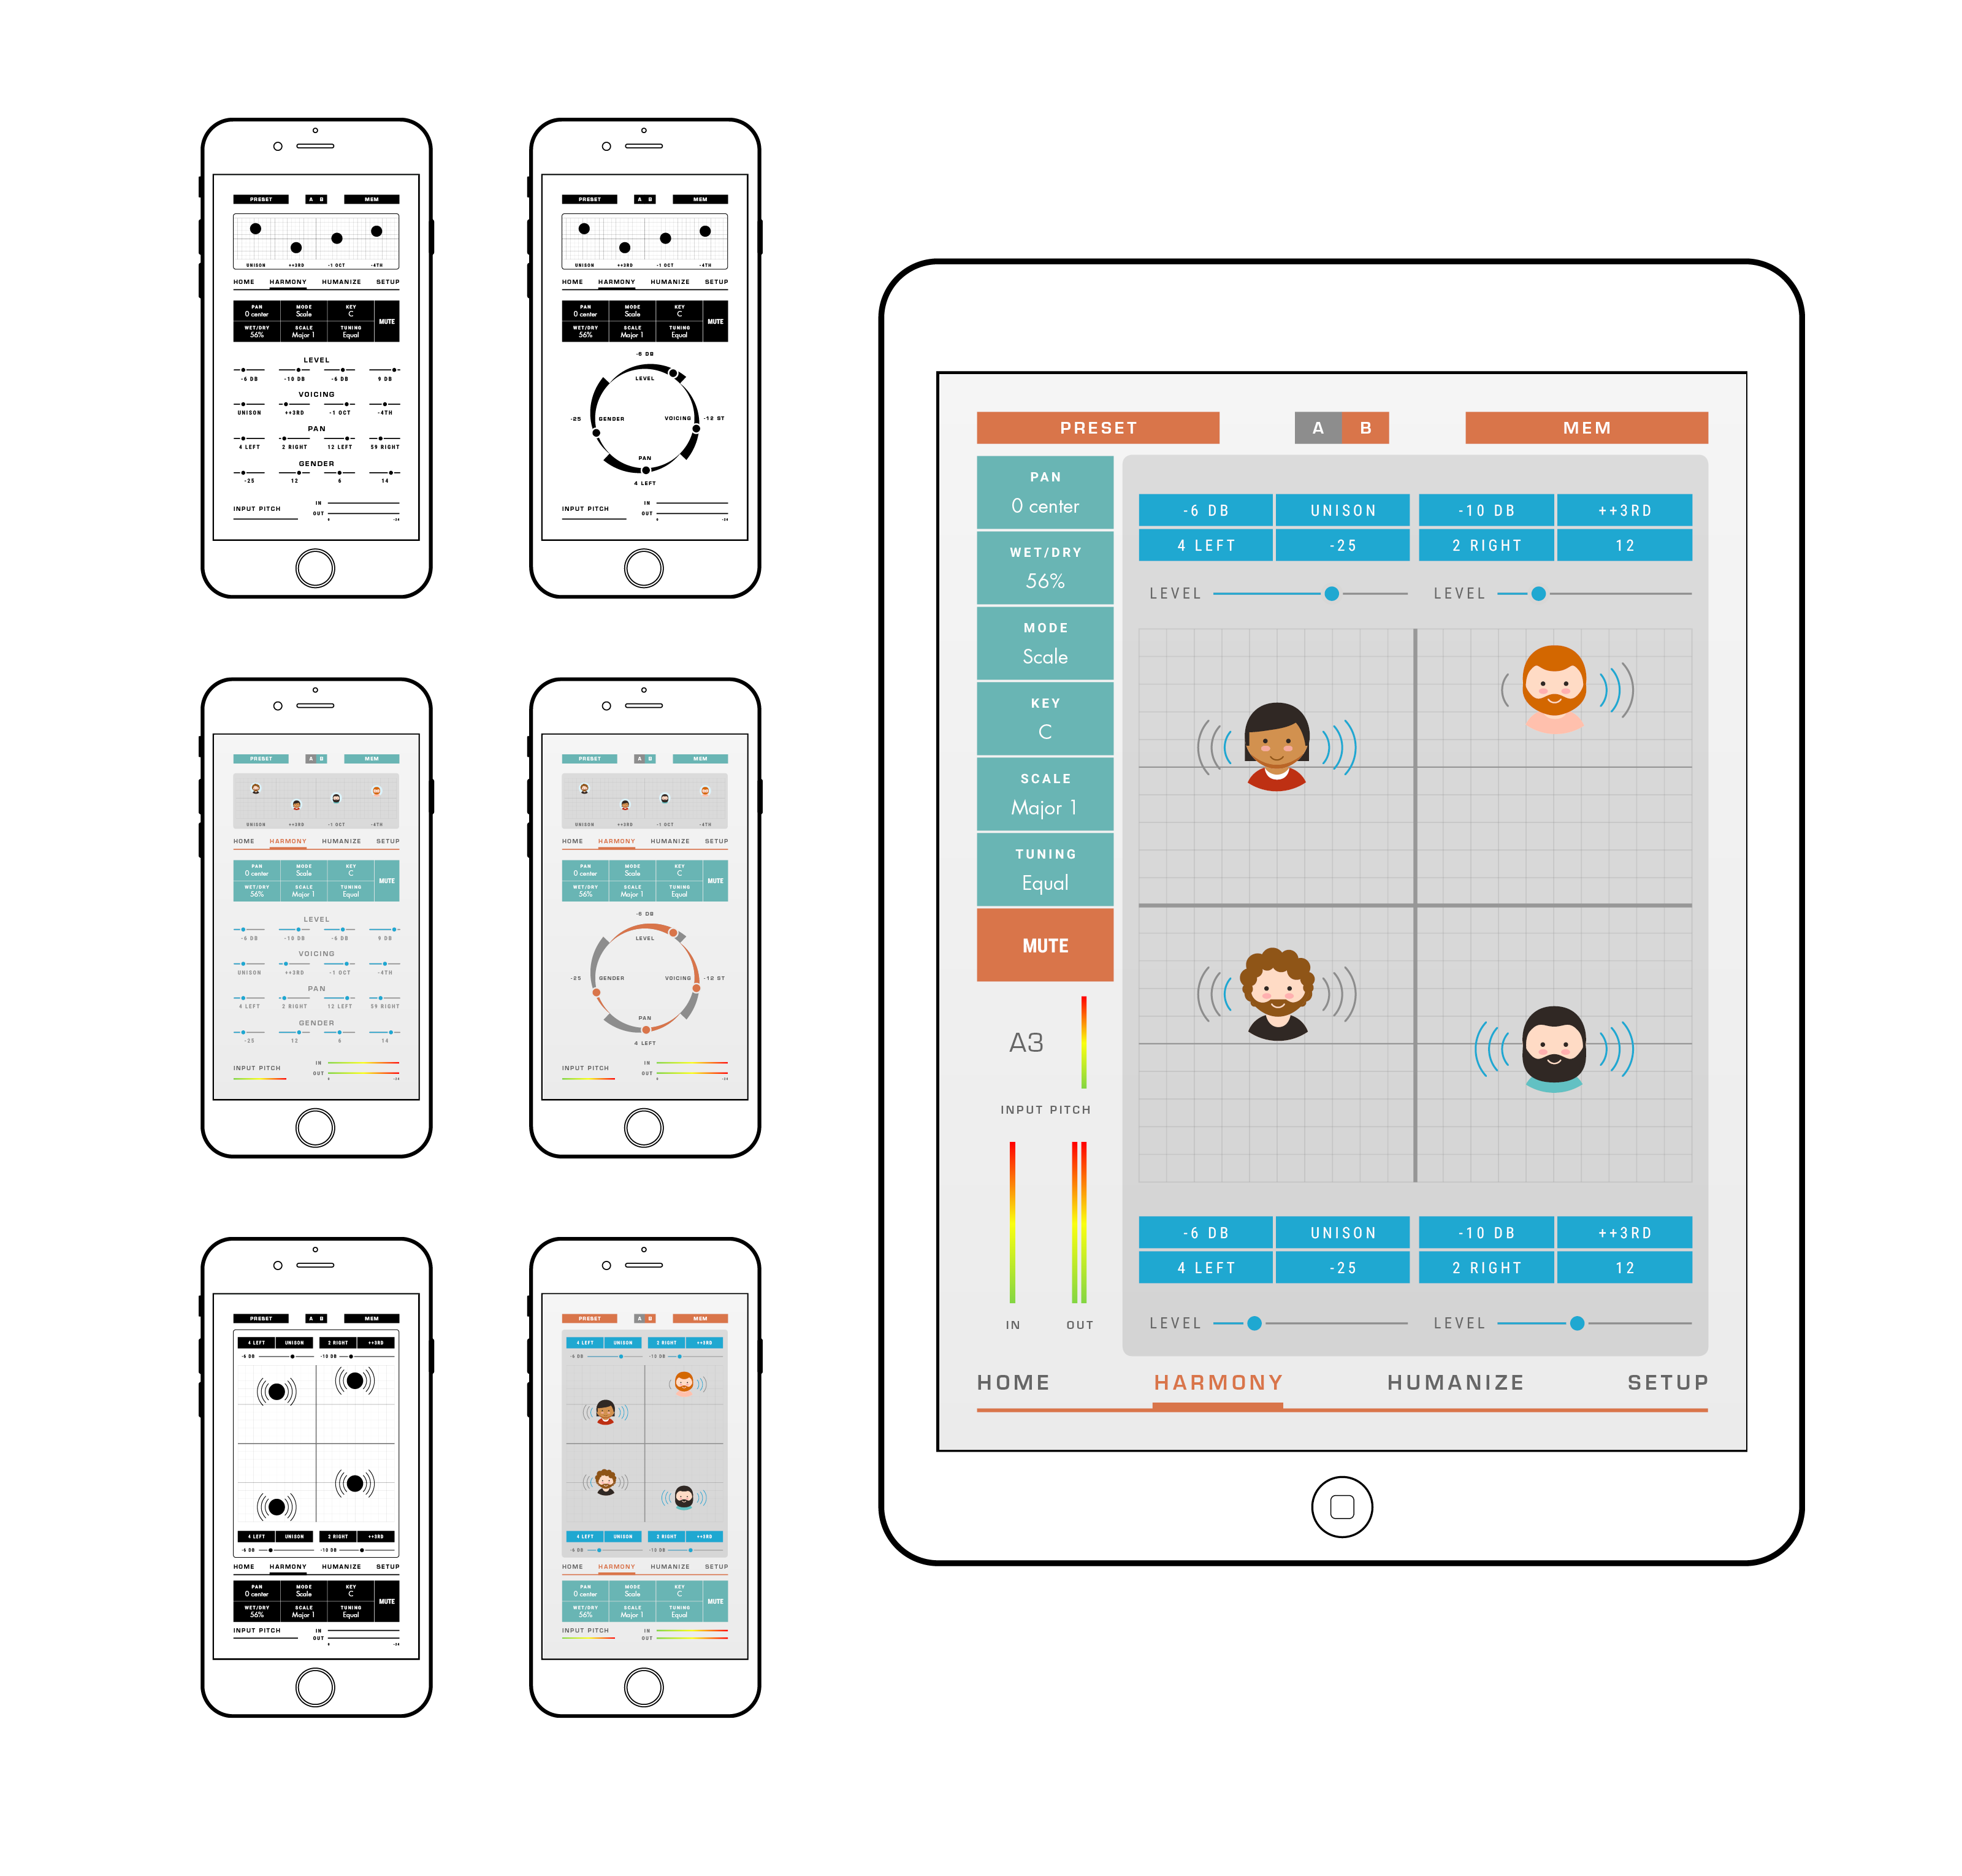 PRESET A B MEM
UNISON ++3RD -1 OCT -4TH
HOME HARMONY HUMANIZE SETUP
PAN MODE KEY
0 center Scale C
MUTE
WET/DRY SCALE TUNING
56% Major 1 Equal
LEVEL
-6 DB -10 DB -6 DB 9 DB
VOICING
UNISON ++3RD -1 OCT -4TH
PAN
4 LEFT 2 RIGHT 12 LEFT 59 RIGHT
GENDER
-25 12 6 14
IN
INPUT PITCH
OUT
PRESET A B MEM
UNISON ++3RD -1 OCT -4TH
HOME HARMONY HUMANIZE SETUP
PAN MODE KEY
0 center Scale C
MUTE
WET/DRY SCALE TUNING
56% Major 1 Equal
-6 DB
LEVEL
-25 GENDER VOICING -12 ST
PAN
4 LEFT
IN
INPUT PITCH
OUT
PRESET A B MEM
UNISON ++3RD -1 OCT -4TH
HOME HARMONY HUMANIZE SETUP
PAN MODE KEY
0 center Scale C
MUTE
WET/DRY SCALE TUNING
56% Major 1 Equal
LEVEL
-6 DB -10 DB -6 DB 9 DB
VOICING
UNISON ++3RD -1 OCT -4TH
PAN
4 LEFT 2 RIGHT 12 LEFT 59 RIGHT
GENDER
-25 12 6 14
IN
INPUT PITCH
OUT
PRESET A B MEM
UNISON ++3RD -1 OCT -4TH
HOME HARMONY HUMANIZE SETUP
PAN MODE KEY
0 center Scale C
MUTE
WET/DRY SCALE TUNING
56% Major 1 Equal
-6 DB
LEVEL
-25 GENDER VOICING -12 ST
PAN
4 LEFT
IN
INPUT PITCH
OUT
PRESET A B MEM
4 LEFT UNISON 2 RIGHT ++3RD
-6 DB -10 DB
4 LEFT UNISON 2 RIGHT ++3RD
-6 DB -10 DB
HOME HARMONY HUMANIZE SETUP
PAN MODE KEY
0 center Scale C
MUTE
WET/DRY SCALE TUNING
56% Major 1 Equal
INPUT PITCH IN
OUT
PRESET A B MEM
4 LEFT UNISON 2 RIGHT ++3RD
-6 DB -10 DB
4 LEFT UNISON 2 RIGHT ++3RD
-6 DB -10 DB
HOME HARMONY HUMANIZE SETUP
PAN MODE KEY
0 center Scale C
MUTE
WET/DRY SCALE TUNING
56% Major 1 Equal
INPUT PITCH IN
OUT
PRESET A B MEM
PAN
0 center
WET/DRY
56%
MODE
Scale
KEY
C
SCALE
Major 1
TUNING
Equal
MUTE
A3
INPUT PITCH
IN OUT
-6 DB UNISON -10 DB ++3RD
4 LEFT -25 2 RIGHT 12
LEVEL LEVEL
-6 DB UNISON -10 DB ++3RD
4 LEFT -25 2 RIGHT 12
LEVEL LEVEL
HOME HARMONY HUMANIZE SETUP